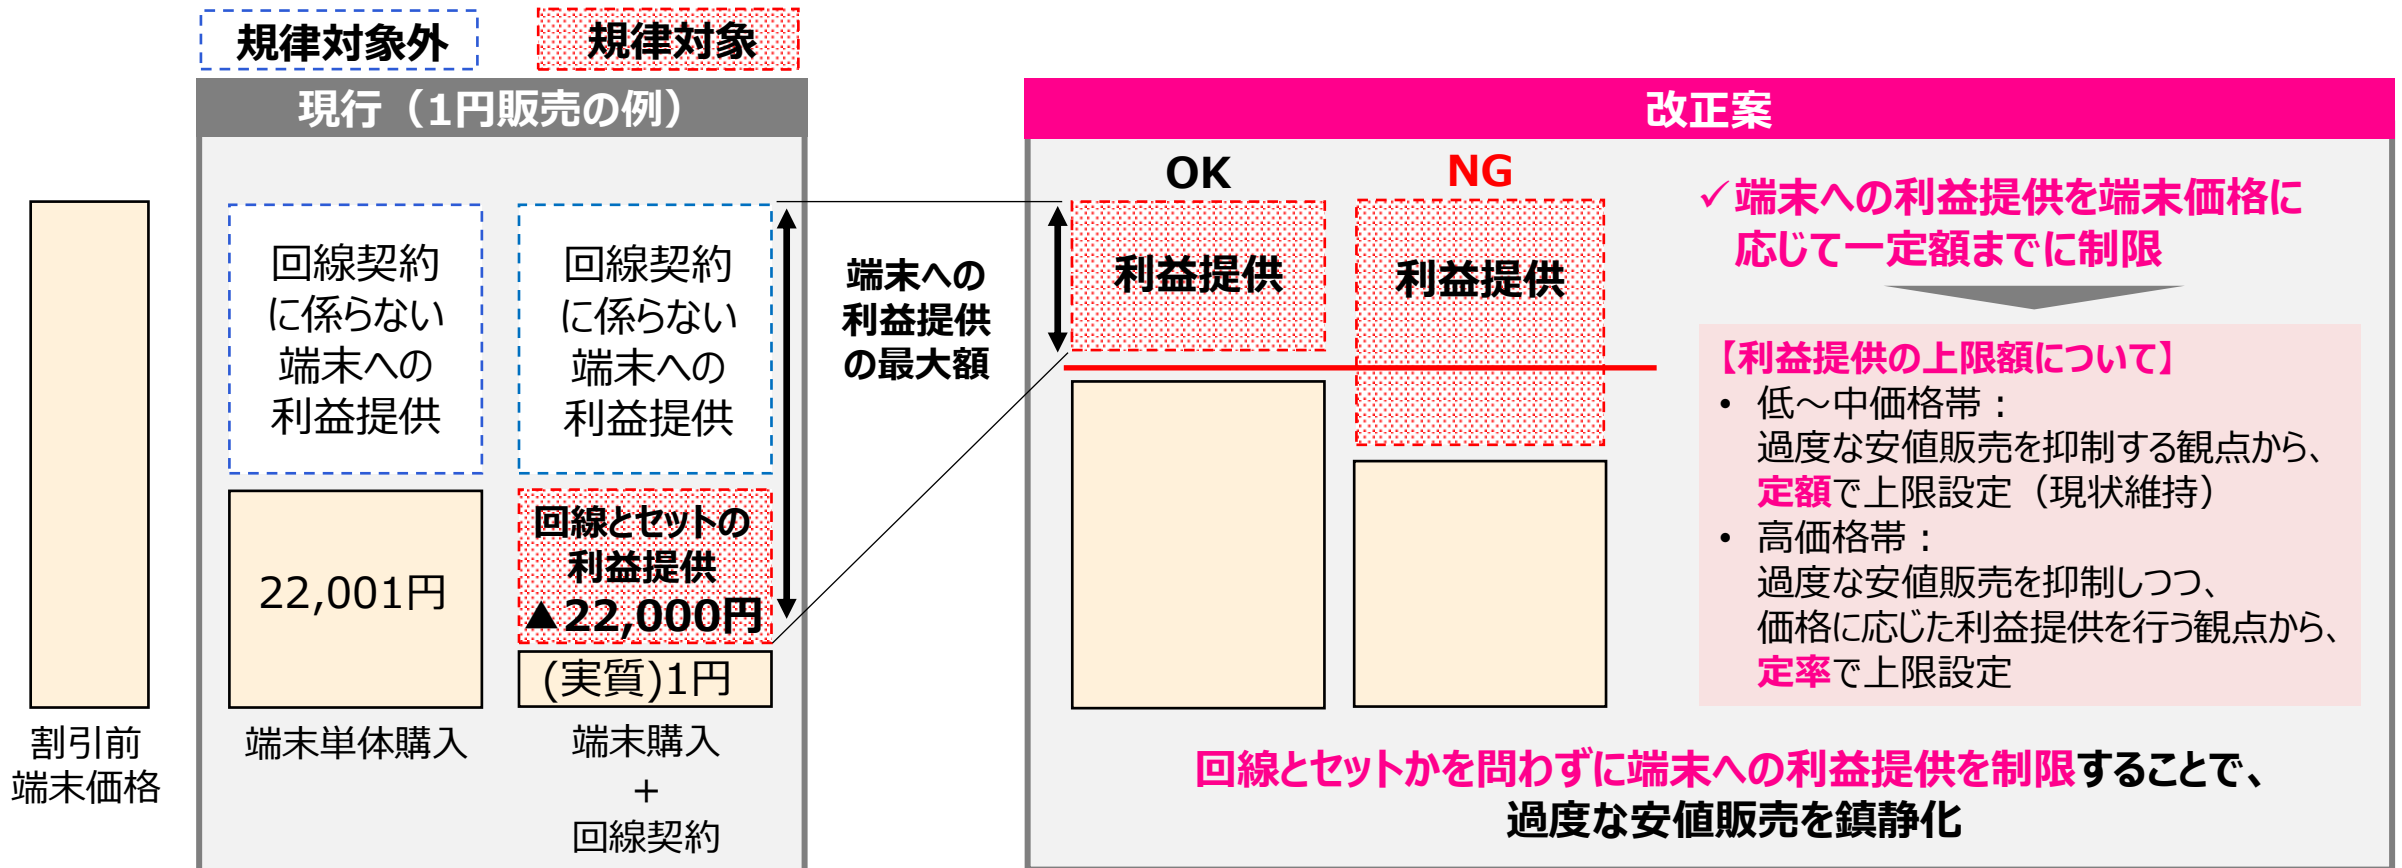 規律対象外
規律対象
現行（1円販売の例）
回線契約
に係らない
端末への
利益提供
回線契約
に係らない
端末への
利益提供
22,001円
回線とセットの
利益提供
▲22,000円
(実質)1円
割引前
端末価格
端末単体購入
端末購入
+
回線契約
端末への
利益提供
の最大額
改正案
OK
NG
利益提供
利益提供
✓端末への利益提供を端末価格に
応じて一定額までに制限
【利益提供の上限額について】
• 低～中価格帯：
過度な安値販売を抑制する観点から、
定額で上限設定（現状維持）
• 高価格帯：
過度な安値販売を抑制しつつ、
価格に応じた利益提供を行う観点から、
定率で上限設定
回線とセットかを問わずに端末への利益提供を制限することで、
過度な安値販売を鎮静化